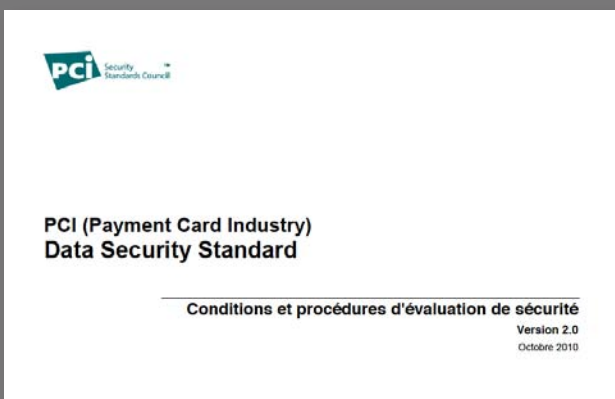 PCI Security
Standards Council
PCI (Payment Card Industry)
Data Security Standard
Conditions et procédures d'évaluation de sécurité
Version 2.0
Octobre 2010